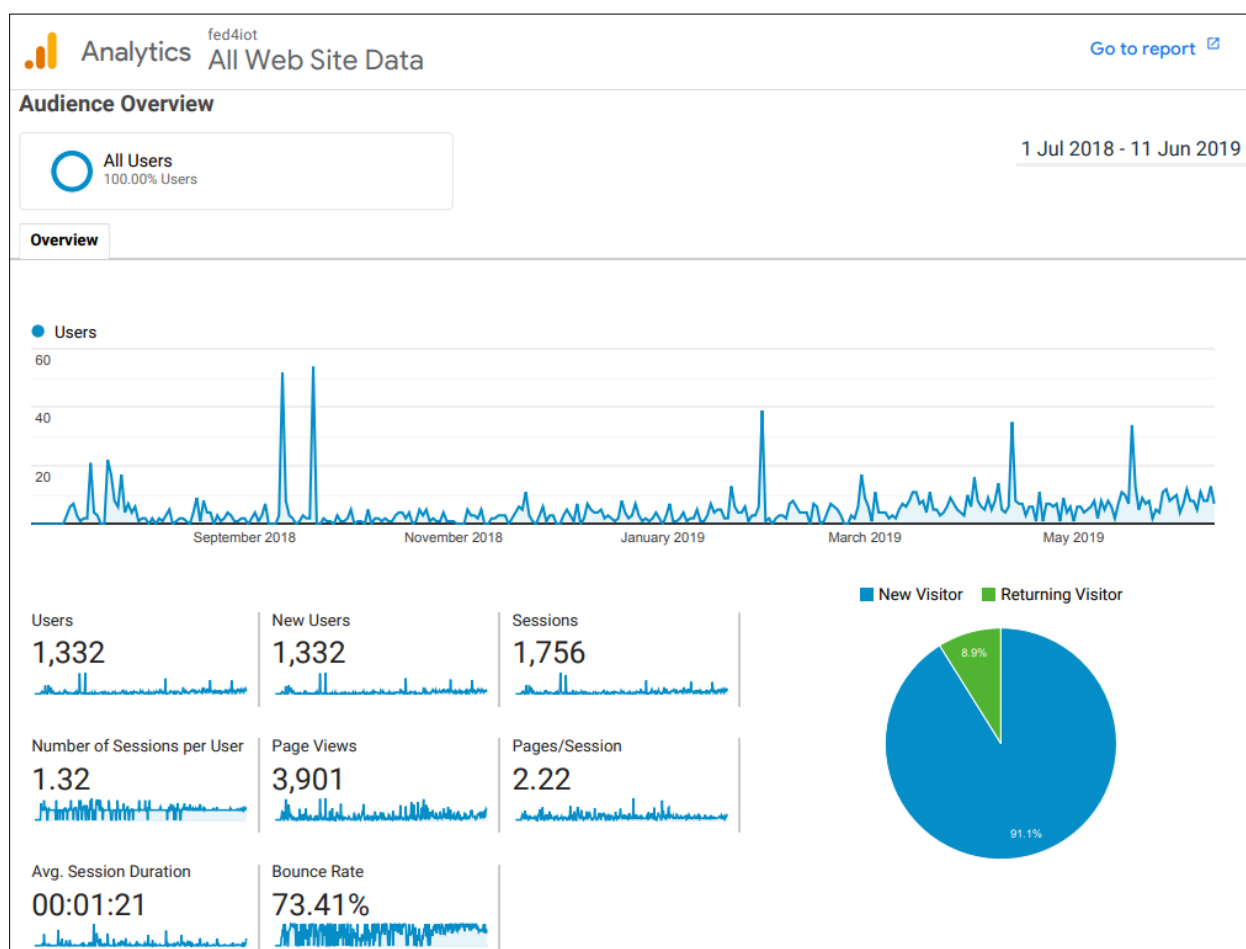 Analytics
fed4iot
All Web Site Data
Go to report
Audience Overview
All Users
100.00% Users
1 Jul 2018 - 11 Jun 2019
Overview
Users
60
40
20
September 2018
November 2018
January 2019
March 2019
May 2019
New Visitor
Returning Visitor
Users
1,332
New Users
1,332
Sessions
1,756
Number of Sessions per User
1.32
Page Views
3,901
Pages/Session
2.22
Avg. Session Duration
00:01:21
Bounce Rate
73.41%
8.9%
91.1%